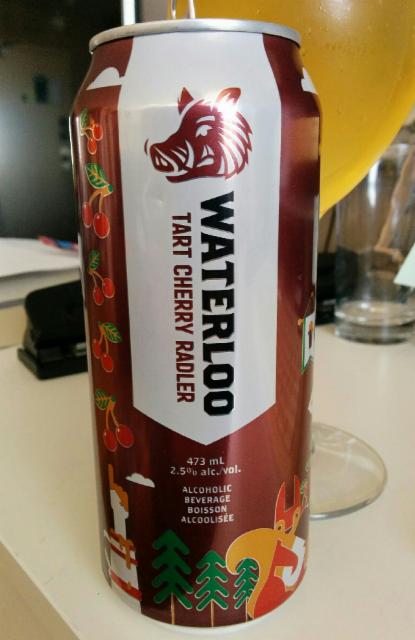 WATERLOO
TART CHERRY RADLER
473 mL
2.5% alc./vol.
ALCOHOLIC
BEVERAGE
BOISSON
ALCOOLISÉE